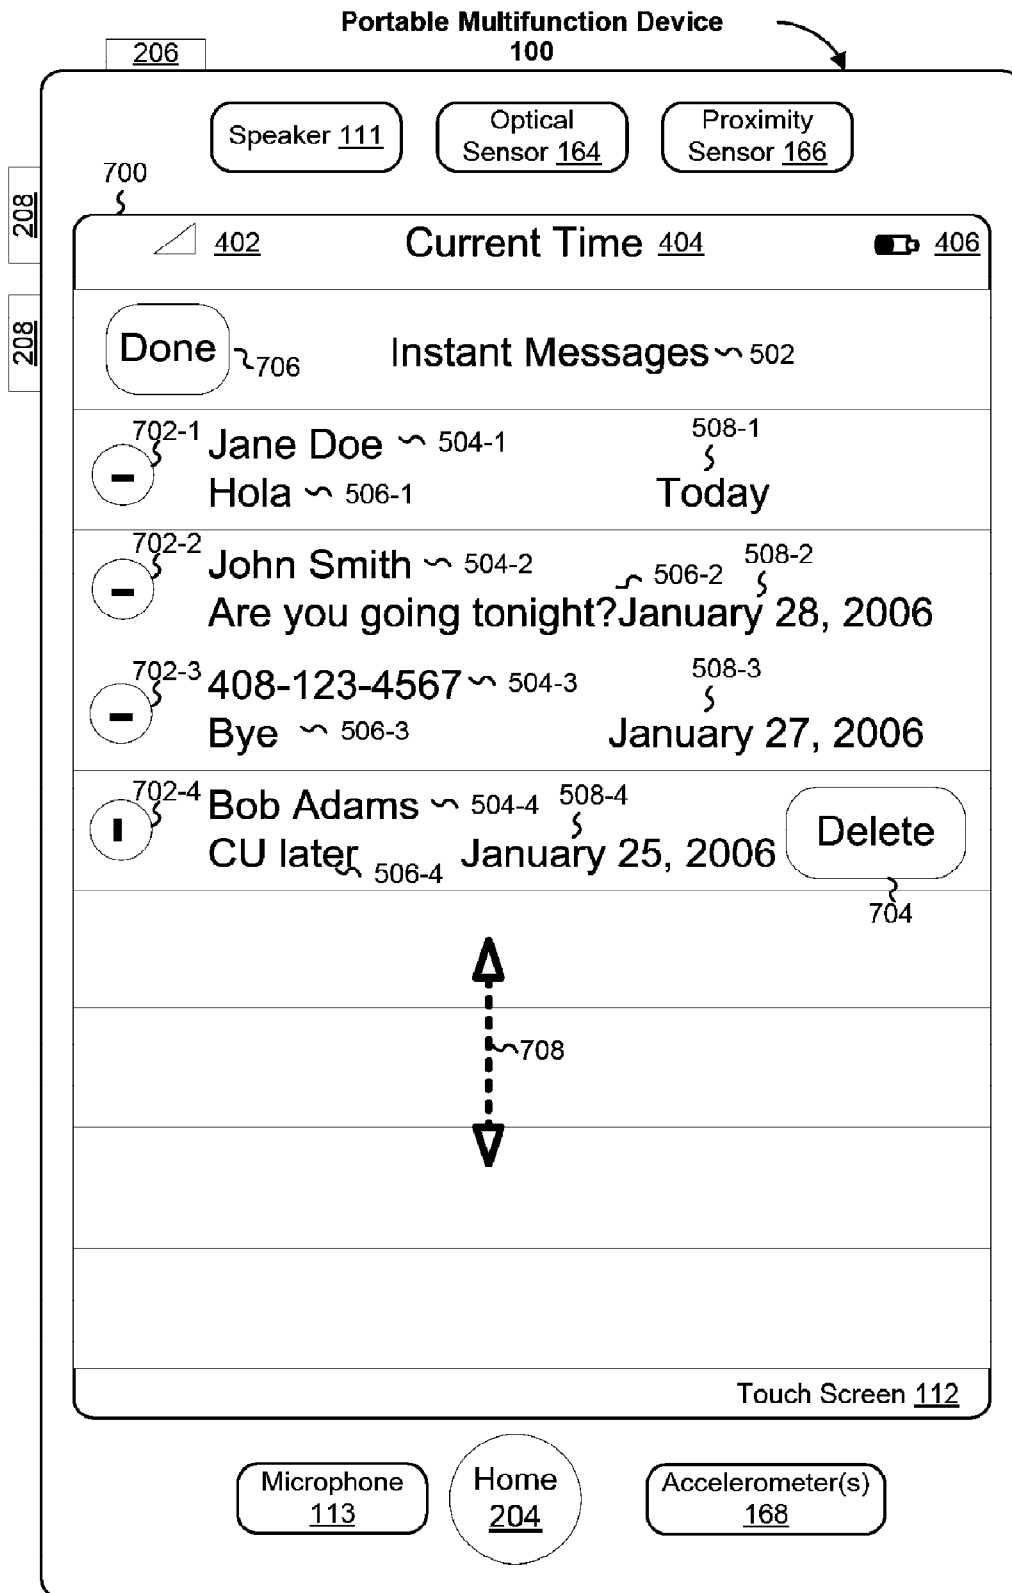 Portable Multifunction Device
100
206
Speaker 111
Optical
Sensor 164
Proximity
Sensor 166
208
208
700
402
Current Time 404
406
Done
706
Instant Messages 502
702-1
Jane Doe 504-1
508-1
Hola 506-1
Today
702-2
John Smith 504-2
506-2
508-2
Are you going tonight? January 28, 2006
702-3
408-123-4567 504-3
508-3
Bye 506-3
January 27, 2006
702-4
Bob Adams 504-4
508-4
CU later 506-4
January 25, 2006
Delete
704
708
Touch Screen 112
Microphone
113
Home
204
Accelerometer(s)
168